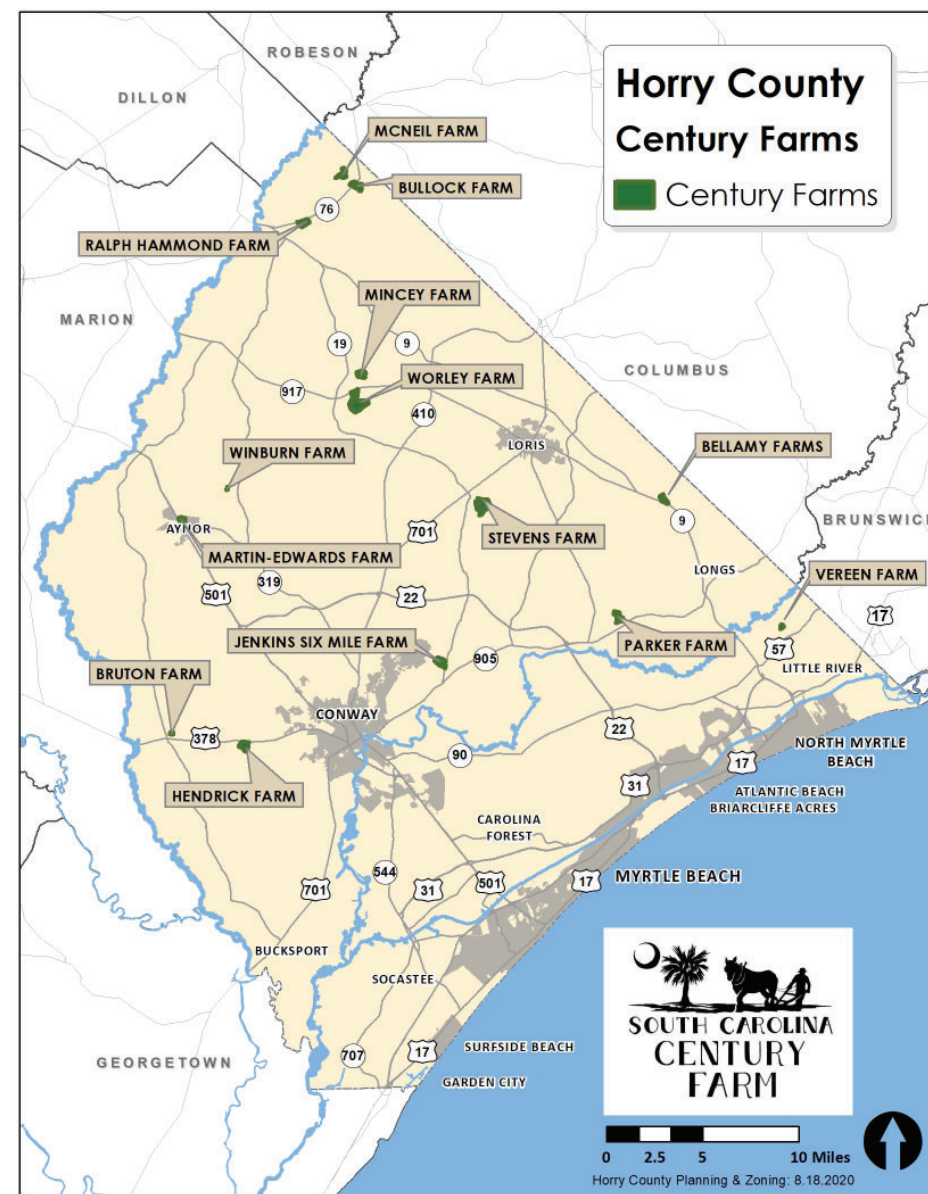 Horry County
Century Farms
Century Farms
ROBESON
DILLON
MCNEIL FARM
BULLOCK FARM
76
RALPH HAMMOND FARM
MARION
MINCEY FARM
19
9
COLUMBUS
WORLEY FARM
917
410
LORIS
WINBURN FARM
BELLAMY FARMS
9
BRUNSWICK
AYNOR
701
STEVENS FARM
MARTIN-EDWARDS FARM
LONGS
VEREEN FARM
319
501
22
17
JENKINS SIX MILE FARM
PARKER FARM
57
905
LITTLE RIVER
BRUTON FARM
CONWAY
378
22
90
NORTH MYRTLE
BEACH
17
31
HENDRICK FARM
ATLANTIC BEACH
BRIARCLIFFE ACRES
CAROLINA
FOREST
544
701
31
501
17
MYRTLE BEACH
BUCKSPORT
SOCASTEE
GEORGETOWN
707
17
SURFSIDE BEACH
GARDEN CITY
SOUTH CAROLINA
CENTURY
FARM
0 2.5 5 10 Miles
Horry County Planning & Zoning: 8.18.2020